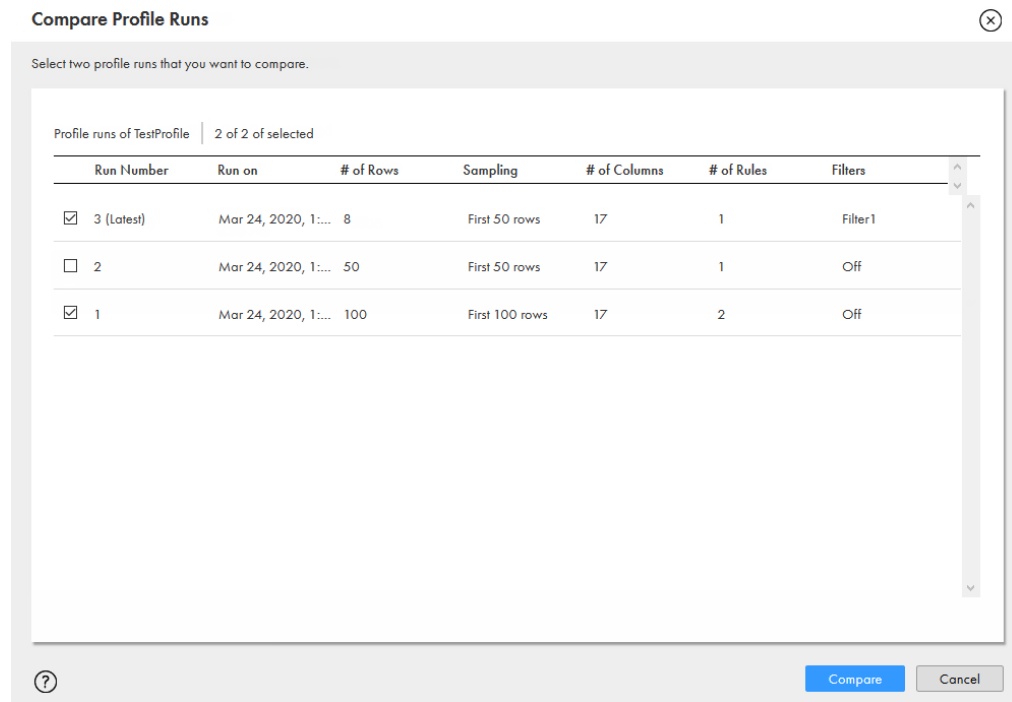 Compare Profile Runs
Select two profile runs that you want to compare.
Profile runs of TestProfile 2 of 2 of selected
Run Number Run on # of Rows Sampling # of Columns # of Rules Filters
3 (Latest) Mar 24, 2020, 1:... 8 First 50 rows 17 1 Filter1
2 Mar 24, 2020, 1:... 50 First 50 rows 17 1 Off
1 Mar 24, 2020, 1:... 100 First 100 rows 17 2 Off
? Compare Cancel